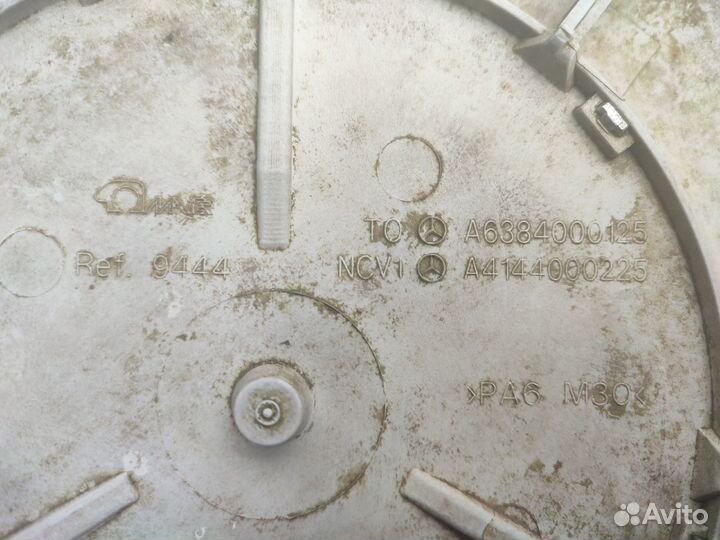 TO A6384000125
Ref. 9444 NCV1 A4144000225
>PA6 M30<
Avito